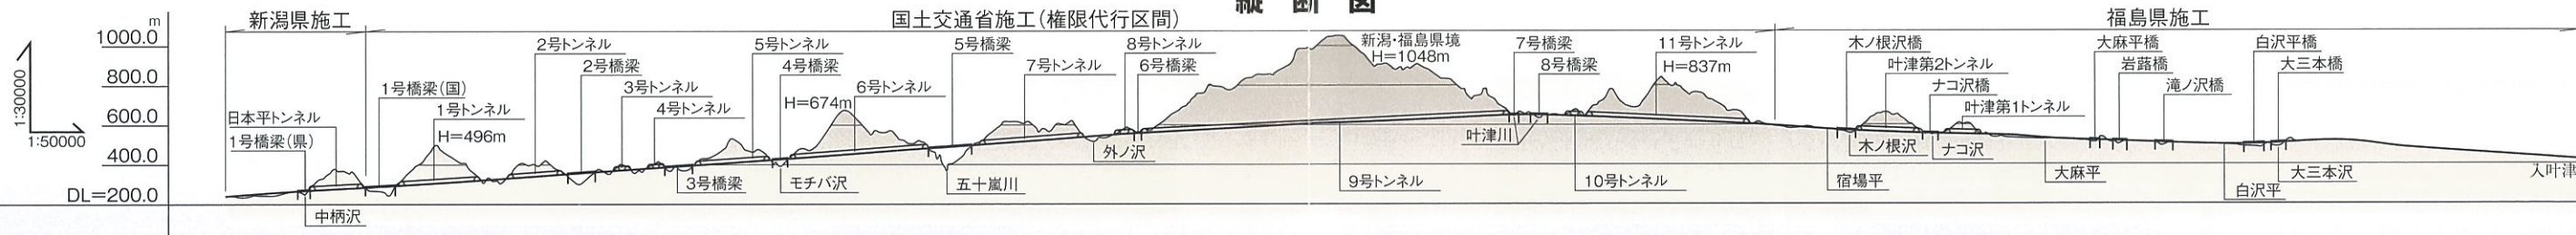 縦断図
新潟県施工
国土交通省施工(権限代行区間)
福島県施工
m
1000.0
800.0
600.0
400.0
DL=200.0
1:30000
1:50000
日本平トンネル
1号橋梁(県)
中柄沢
1号橋梁(国)
1号トンネル
H=496m
2号トンネル
2号橋梁
3号トンネル
4号トンネル
3号橋梁
5号トンネル
4号橋梁
モチバ沢
H=674m
6号トンネル
5号橋梁
五十嵐川
7号トンネル
外ノ沢
8号トンネル
6号橋梁
新潟・福島県境
H=1048m
9号トンネル
7号橋梁
8号橋梁
叶津川
10号トンネル
11号トンネル
H=837m
宿場平
木ノ根沢橋
木ノ根沢
叶津第2トンネル
ナコ沢橋
ナコ沢
叶津第1トンネル
大麻平
大麻平橋
岩蕗橋
滝ノ沢橋
白沢平橋
白沢平
大三本橋
大三本沢
入叶津